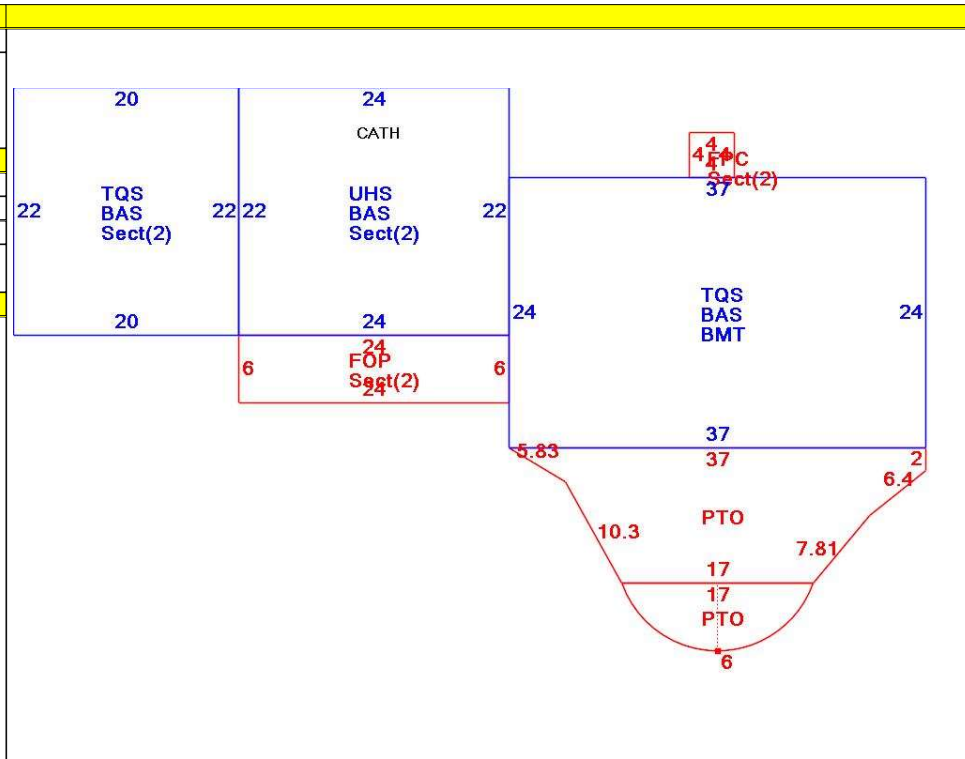 20
24
CATH
4
4 4
4
FPC
Sect(2)
37
22
TQS
BAS
Sect(2)
22
22
UHS
BAS
Sect(2)
22
24
TQS
BAS
BMT
24
20
24
24
6
FOP
Sect(2)
6
24
37
5.83
37
2
6.4
PTO
10.3
7.81
17
17
PTO
6